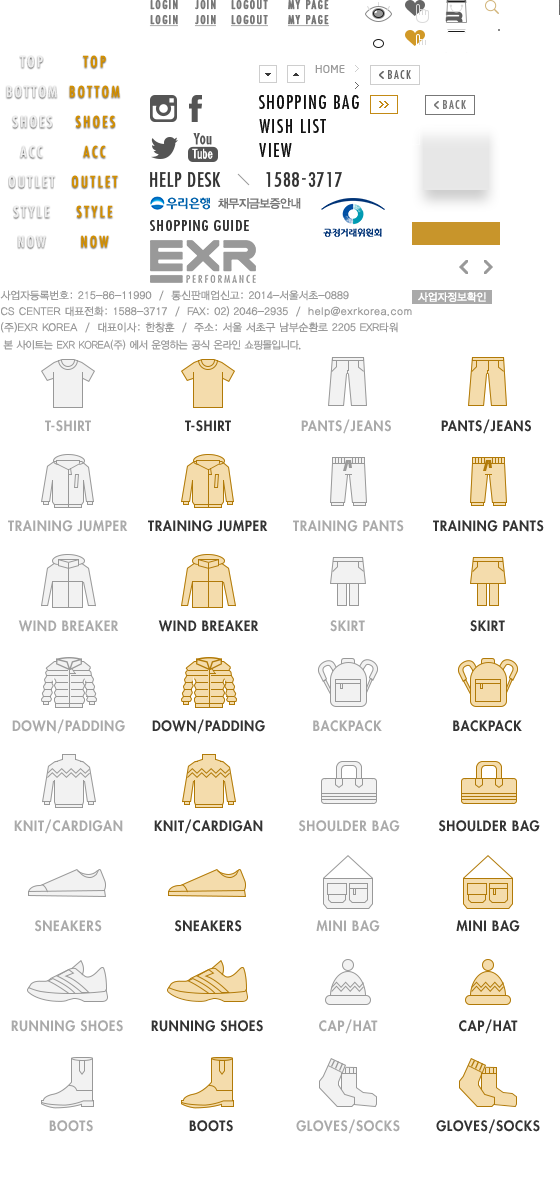 LOGIN JOIN LOGOUT MY PAGE
LOGIN JOIN LOGOUT MY PAGE
TOP TOP
BOTTOM BOTTOM
SHOES SHOES
ACC ACC
OUTLET OUTLET
STYLE STYLE
NOW NOW
HOME
< BACK
SHOPPING BAG
< BACK
WISH LIST
You Tube
VIEW
HELP DESK \ 1588-3717
우리은행 채무지급보증안내
공정거래위원회
SHOPPING GUIDE
EXR
PERFORMANCE
사업자등록번호: 215-86-11990 / 통신판매업신고: 2014-서울서초-0889
사업자정보확인
CS CENTER 대표전화: 1588-3717 / FAX: 02) 2046-2935 / help@exrkorea.com
(주)EXR KOREA / 대표이사: 한창훈 / 주소: 서울 서초구 남부순환로 2205 EXR타워
본 사이트는 EXR KOREA(주) 에서 운영하는 공식 온라인 쇼핑몰입니다.
T-SHIRT T-SHIRT PANTS/JEANS PANTS/JEANS
TRAINING JUMPER TRAINING JUMPER TRAINING PANTS TRAINING PANTS
WIND BREAKER WIND BREAKER SKIRT SKIRT
DOWN/PADDING DOWN/PADDING BACKPACK BACKPACK
KNIT/CARDIGAN KNIT/CARDIGAN SHOULDER BAG SHOULDER BAG
SNEAKERS SNEAKERS MINI BAG MINI BAG
RUNNING SHOES RUNNING SHOES CAP/HAT CAP/HAT
BOOTS BOOTS GLOVES/SOCKS GLOVES/SOCKS